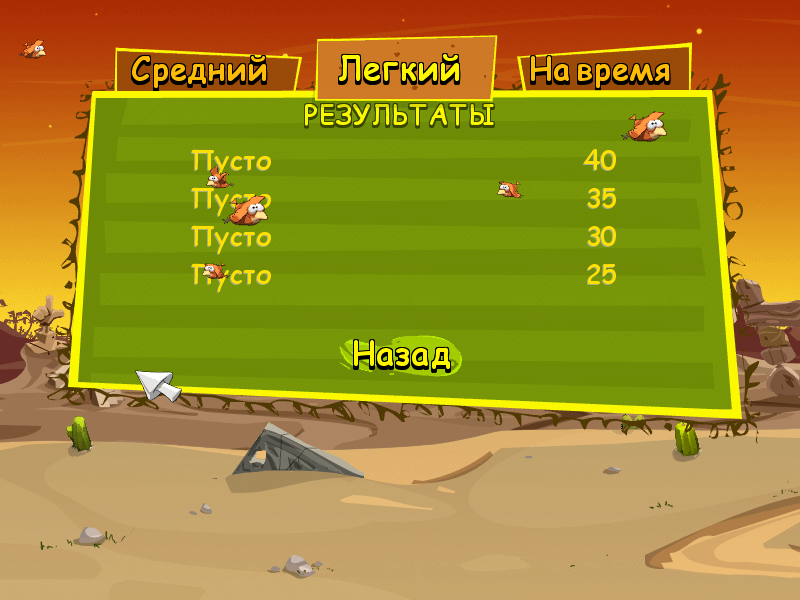 Средний Легкий На время
РЕЗУЛЬТАТЫ
Пусто 40
Пусто 35
Пусто 30
Пусто 25
Назад